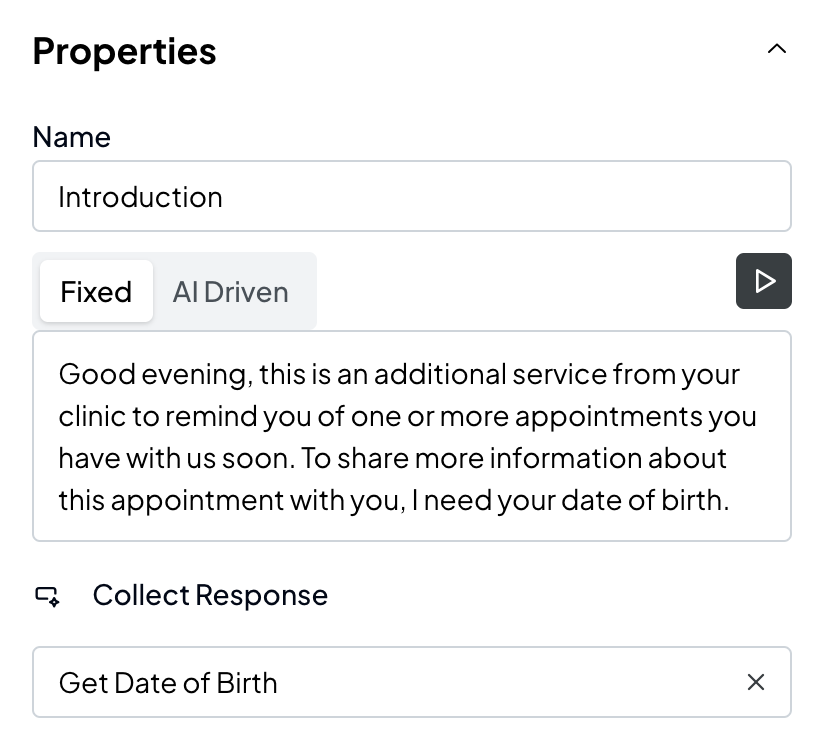 Properties
Name
Introduction
Fixed AI Driven
Good evening, this is an additional service from your
clinic to remind you of one or more appointments you
have with us soon. To share more information about
this appointment with you, I need your date of birth.
Collect Response
Get Date of Birth